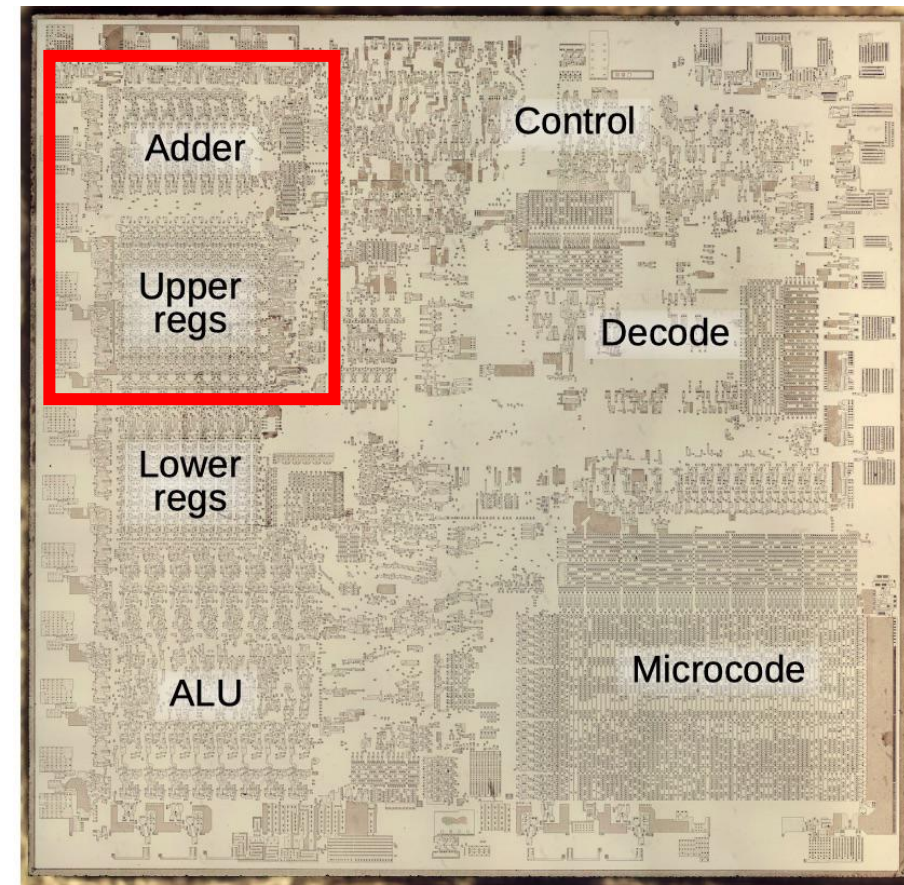 Adder
Control
Upper
regs
Decode
Lower
regs
ALU
Microcode